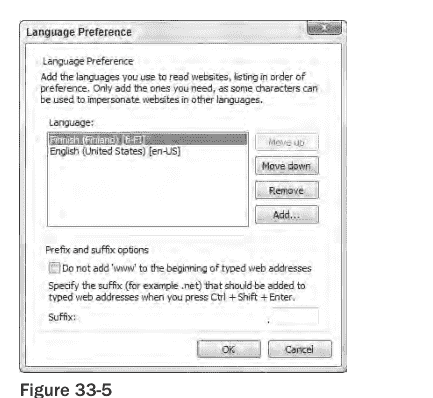 Language Preference
Language Preference
Add the languages you use to read websites, listing in order of
preference. Only add the ones you need, as some characters can
be used to impersonate websites in other languages.
Language:
Finnish (Finland) [fi-FI]
English (United States) [en-US]
Move up
Move down
Remove
Add...
Prefix and suffix options
Do not add 'www' to the beginning of typed web addresses
Specify the suffix (for example .net) that should be added to
typed web addresses when you press Ctrl + Shift + Enter.
Suffix:
.
OK
Cancel
Figure 33-5